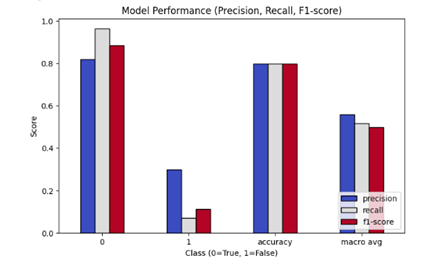 Model Performance (Precision, Recall, F1-score)
1.0
0.8
0.6
0.4
0.2
0.0
Score
precision
recall
f1-score
0 1 accuracy macro avg
Class (0=True, 1=False)